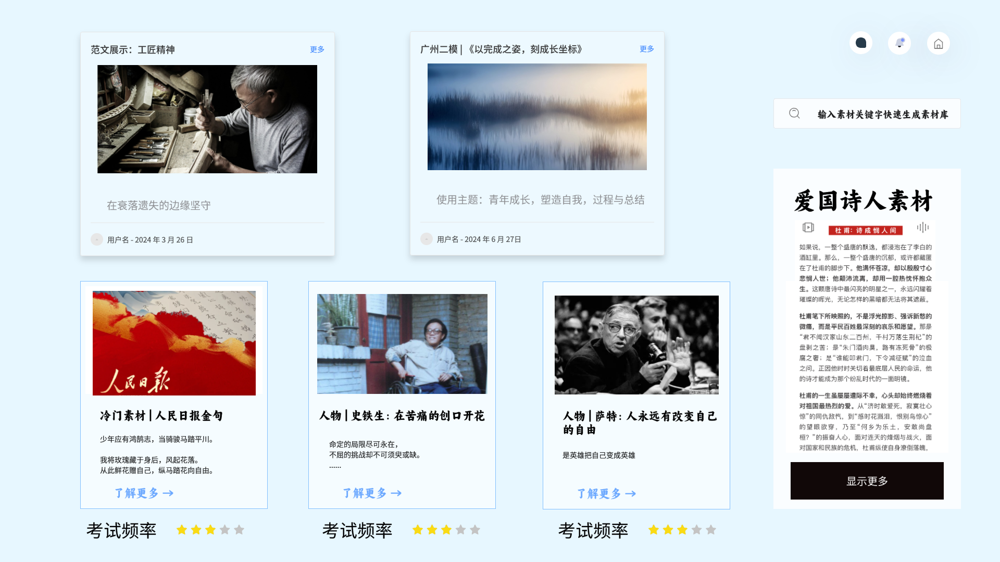 范文展示：工匠精神
更多
在衰落遗失的边缘坚守
用户名 - 2024 年 3 月 26 日
广州二模 | 《以完成之姿，刻成长坐标》
更多
使用主题：青年成长，塑造自我，过程与总结
用户名 - 2024 年 6 月 27日
输入素材关键字快速生成素材库
人民日报
冷门素材 | 人民日报金句
少年应有鸿鹄志，当骑骏马踏平川。
我将玫瑰藏于身后，风起花落。
从此鲜花赠自己，纵马踏花向自由。
了解更多 →
考试频率
人物 | 史铁生：在苦痛的创口开花
命定的局限尽可永在，
不屈的挑战却不可须臾或缺。
......
了解更多 →
考试频率
人物 | 萨特：人永远有改变自己
的自由
是英雄把自己变成英雄
了解更多 →
考试频率
爱国诗人素材
杜甫：诗成悯人间
如果说，一整个盛唐的飘逸，都浸泡在了李白的
酒缸里。那么，一整个盛唐的沉郁，或许都藏匿
在了杜甫的脚步下。他满怀苍凉，却以殷殷寸心
悲悯人世；他颠沛流离，却用一腔热忱怀抱众
生。这颗唐诗中最闪亮的明星之一，永远闪耀着
璀璨的晖光，无论怎样的黑暗都无法将其遮蔽。
杜甫笔下所映照的，不是浮光掠影、强诉新愁的
微痛，而是平民百姓最深刻的哀乐和愿望。那是
“君不闻汉家山东二百州，千村万落生荆杞”的
盘剥之苦；是“朱门酒肉臭，路有冻死骨”的极
腐之奢；是“谁能叩君门，下令减征赋”的泣血
之问。正因他时时关切着最底层人民的命运，他
的诗才能成为那个纷乱时代的一面明镜。
杜甫的一生虽屡屡遭际不幸，心头却始终燃烧着
对祖国最热烈的爱。从“济时敢爱死，寂寞壮心
惊”的同仇敌忾，到“感时花溅泪，恨别鸟惊心”
的望眼欲穿，乃至“何乡为乐土，安敢尚盘
桓？”的振奋人心，面对连天的烽烟与战火，面
对国家和民族的危机，杜甫纵使自身潦倒落魄，
显示更多